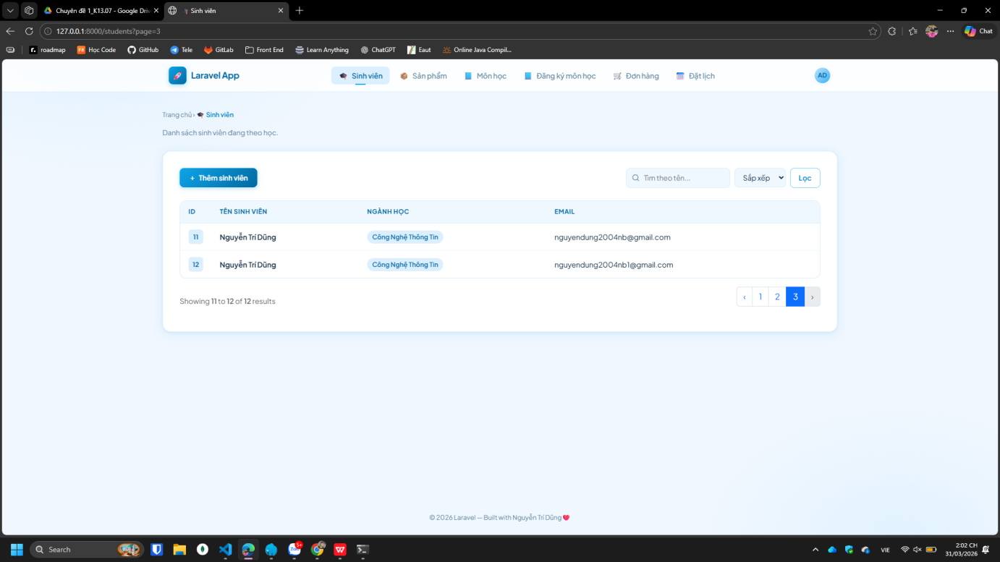 Chuyên đề 1_K13.07 - Google Driv
Sinh viên
127.0.0.1:8000/students?page=3
Chat
roadmap
F8 Học Code
GitHub
Tele
GitLab
Front End
Learn Anything
ChatGPT
Eaut
Online Java Compil...
Laravel App
Sinh viên
Sản phẩm
Môn học
Đăng ký môn học
Đơn hàng
Đặt lịch
AD
Trang chủ › Sinh viên
Danh sách sinh viên đang theo học.
+ Thêm sinh viên
Tìm theo tên...
Sắp xếp
Lọc
ID TÊN SINH VIÊN NGÀNH HỌC EMAIL
11 Nguyễn Trí Dũng Công Nghệ Thông Tin nguyendung2004nb@gmail.com
12 Nguyễn Trí Dũng Công Nghệ Thông Tin nguyendung2004nb1@gmail.com
Showing 11 to 12 of 12 results
‹ 1 2 3 ›
© 2026 Laravel — Built with Nguyễn Trí Dũng
Search
5+
VIE
2:02 CH
31/03/2026